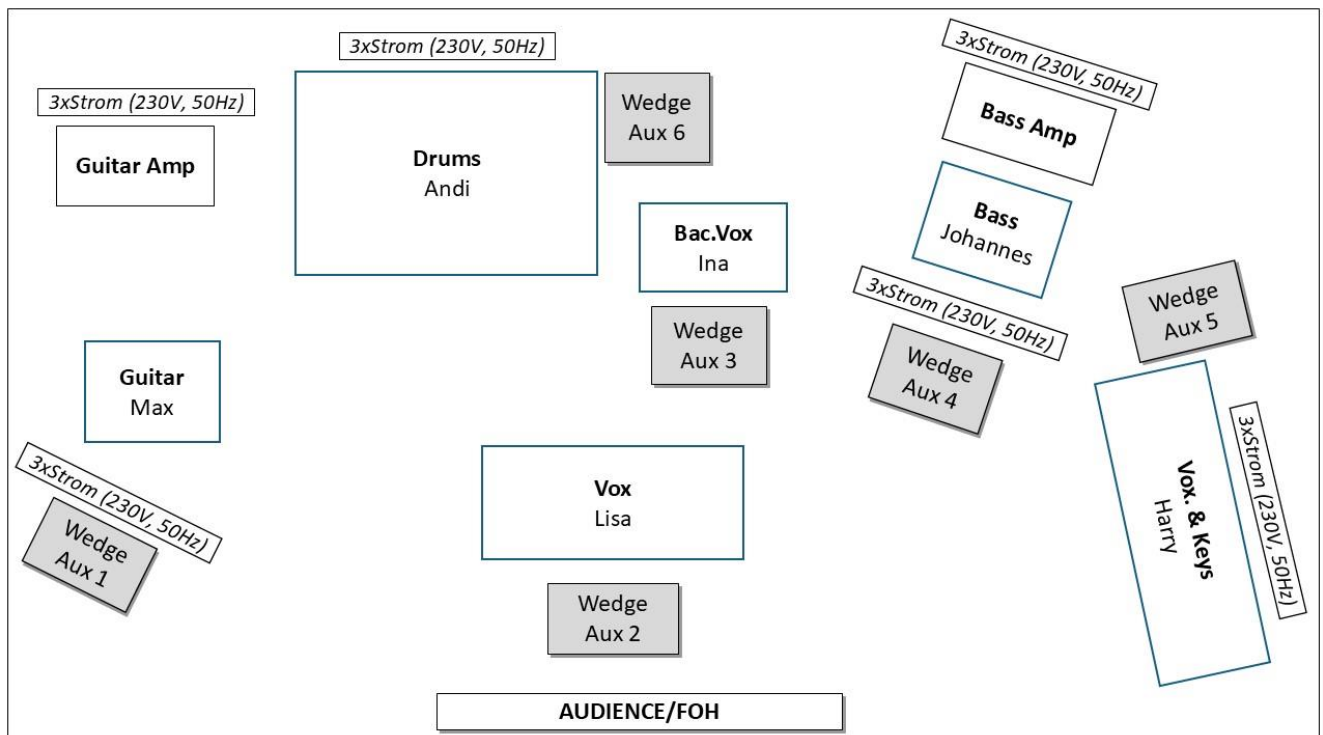 3xStrom (230V, 50Hz)
3xStrom (230V, 50Hz)
3xStrom (230V, 50Hz)
Guitar Amp
Drums
Andi
Wedge
Aux 6
Bass Amp
Bac.Vox
Ina
Bass
Johannes
3xStrom (230V, 50Hz)
Wedge
Aux 3
Wedge
Aux 4
Wedge
Aux 5
Guitar
Max
3xStrom (230V, 50Hz)
Wedge
Aux 1
Vox
Lisa
Vox. & Keys
Harry
3xStrom (230V, 50Hz)
Wedge
Aux 2
AUDIENCE/FOH